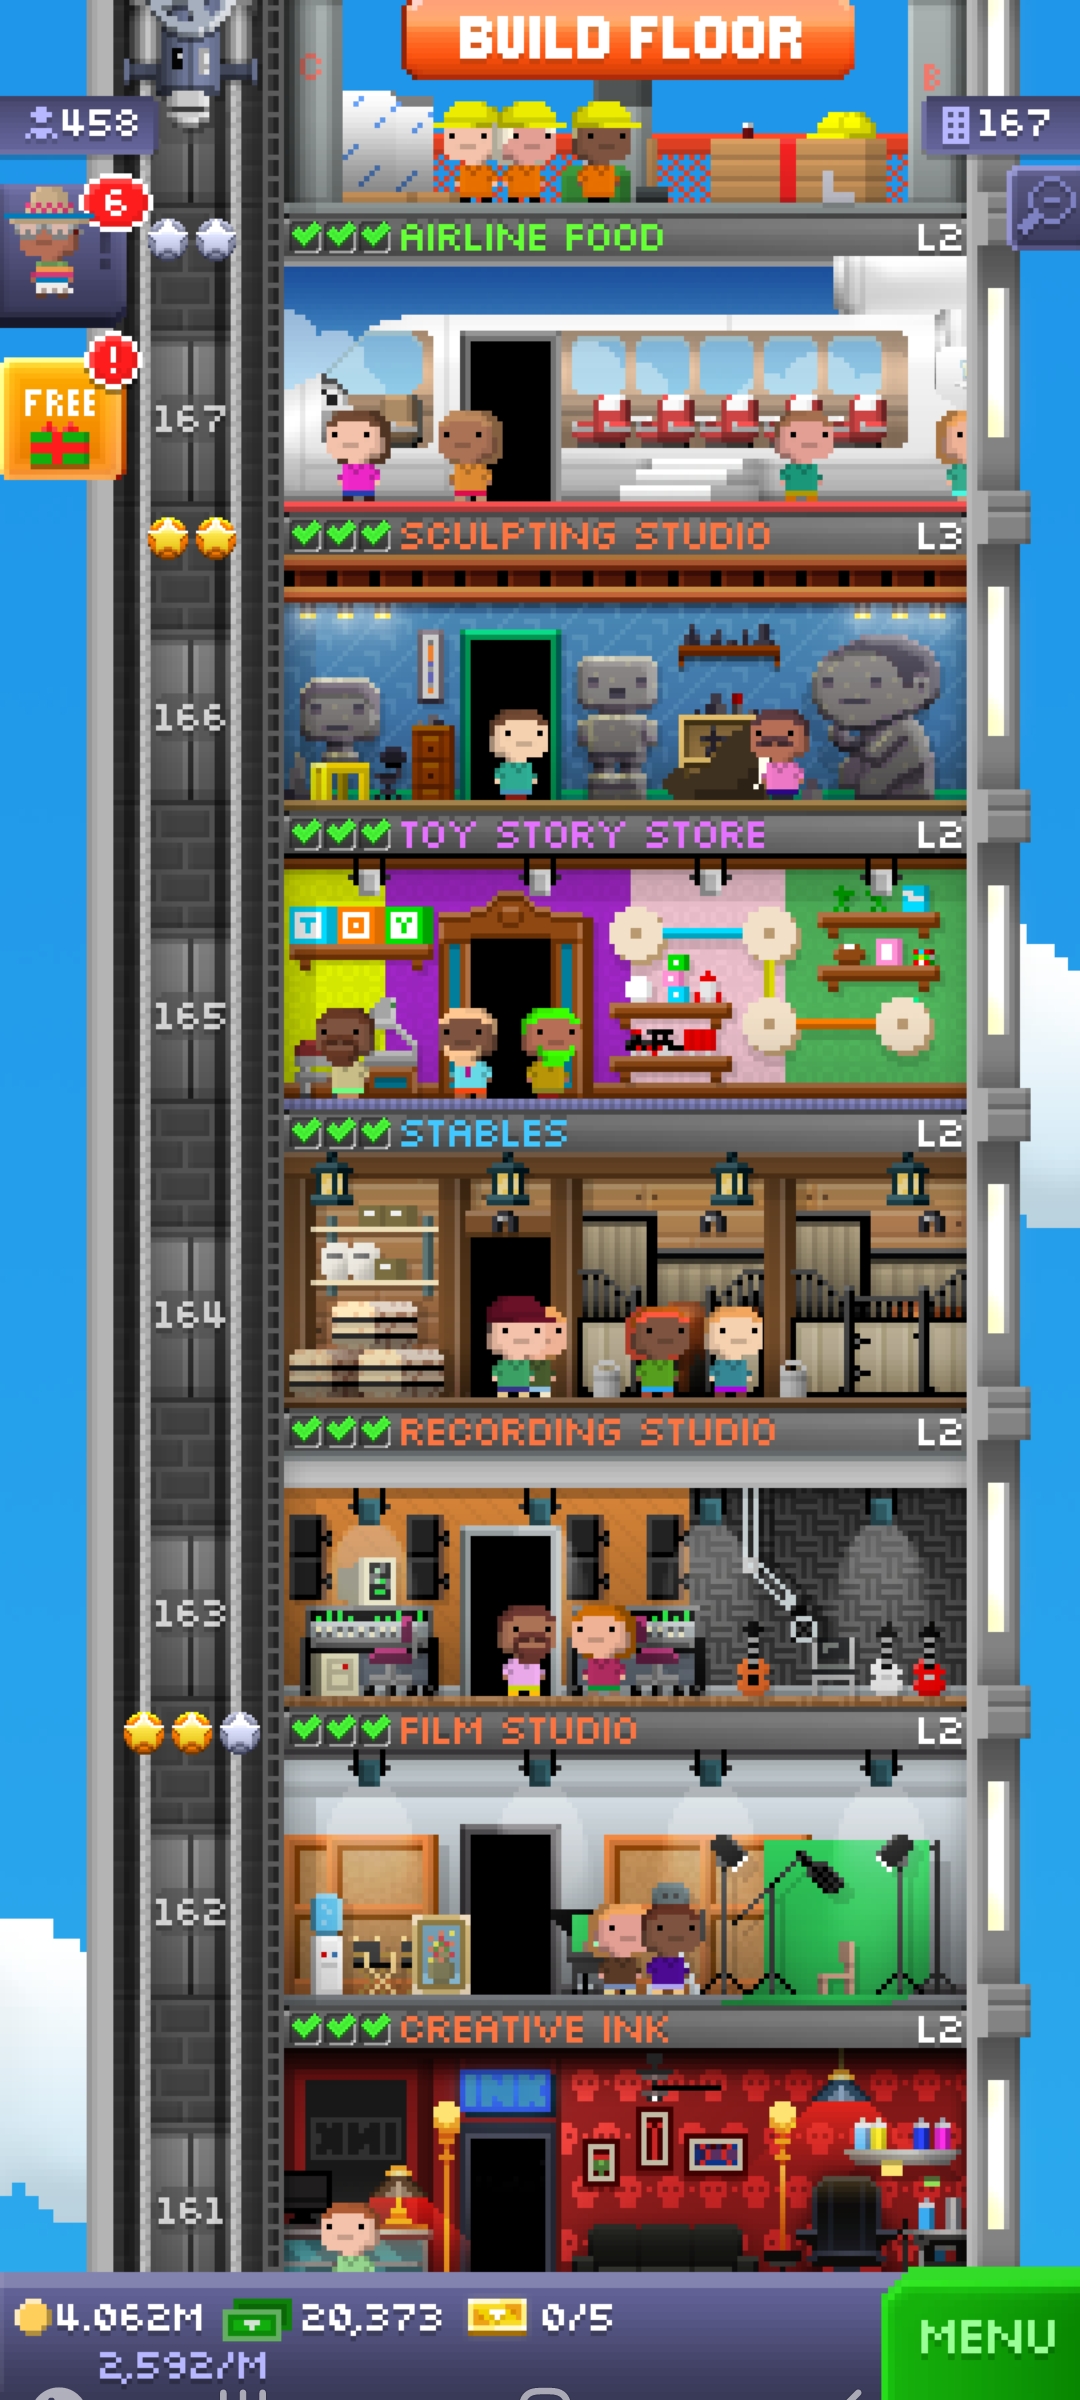 BUILD FLOOR
C
B
458
167
6
AIRLINE FOOD L2
!
FREE
167
SCULPTING STUDIO L3
166
TOY STORY STORE L2
T O Y
165
STABLES L2
164
RECORDING STUDIO L2
163
FILM STUDIO L2
162
CREATIVE INK L2
INK
161
4.062M 20,373 0/5
2,592/M
MENU